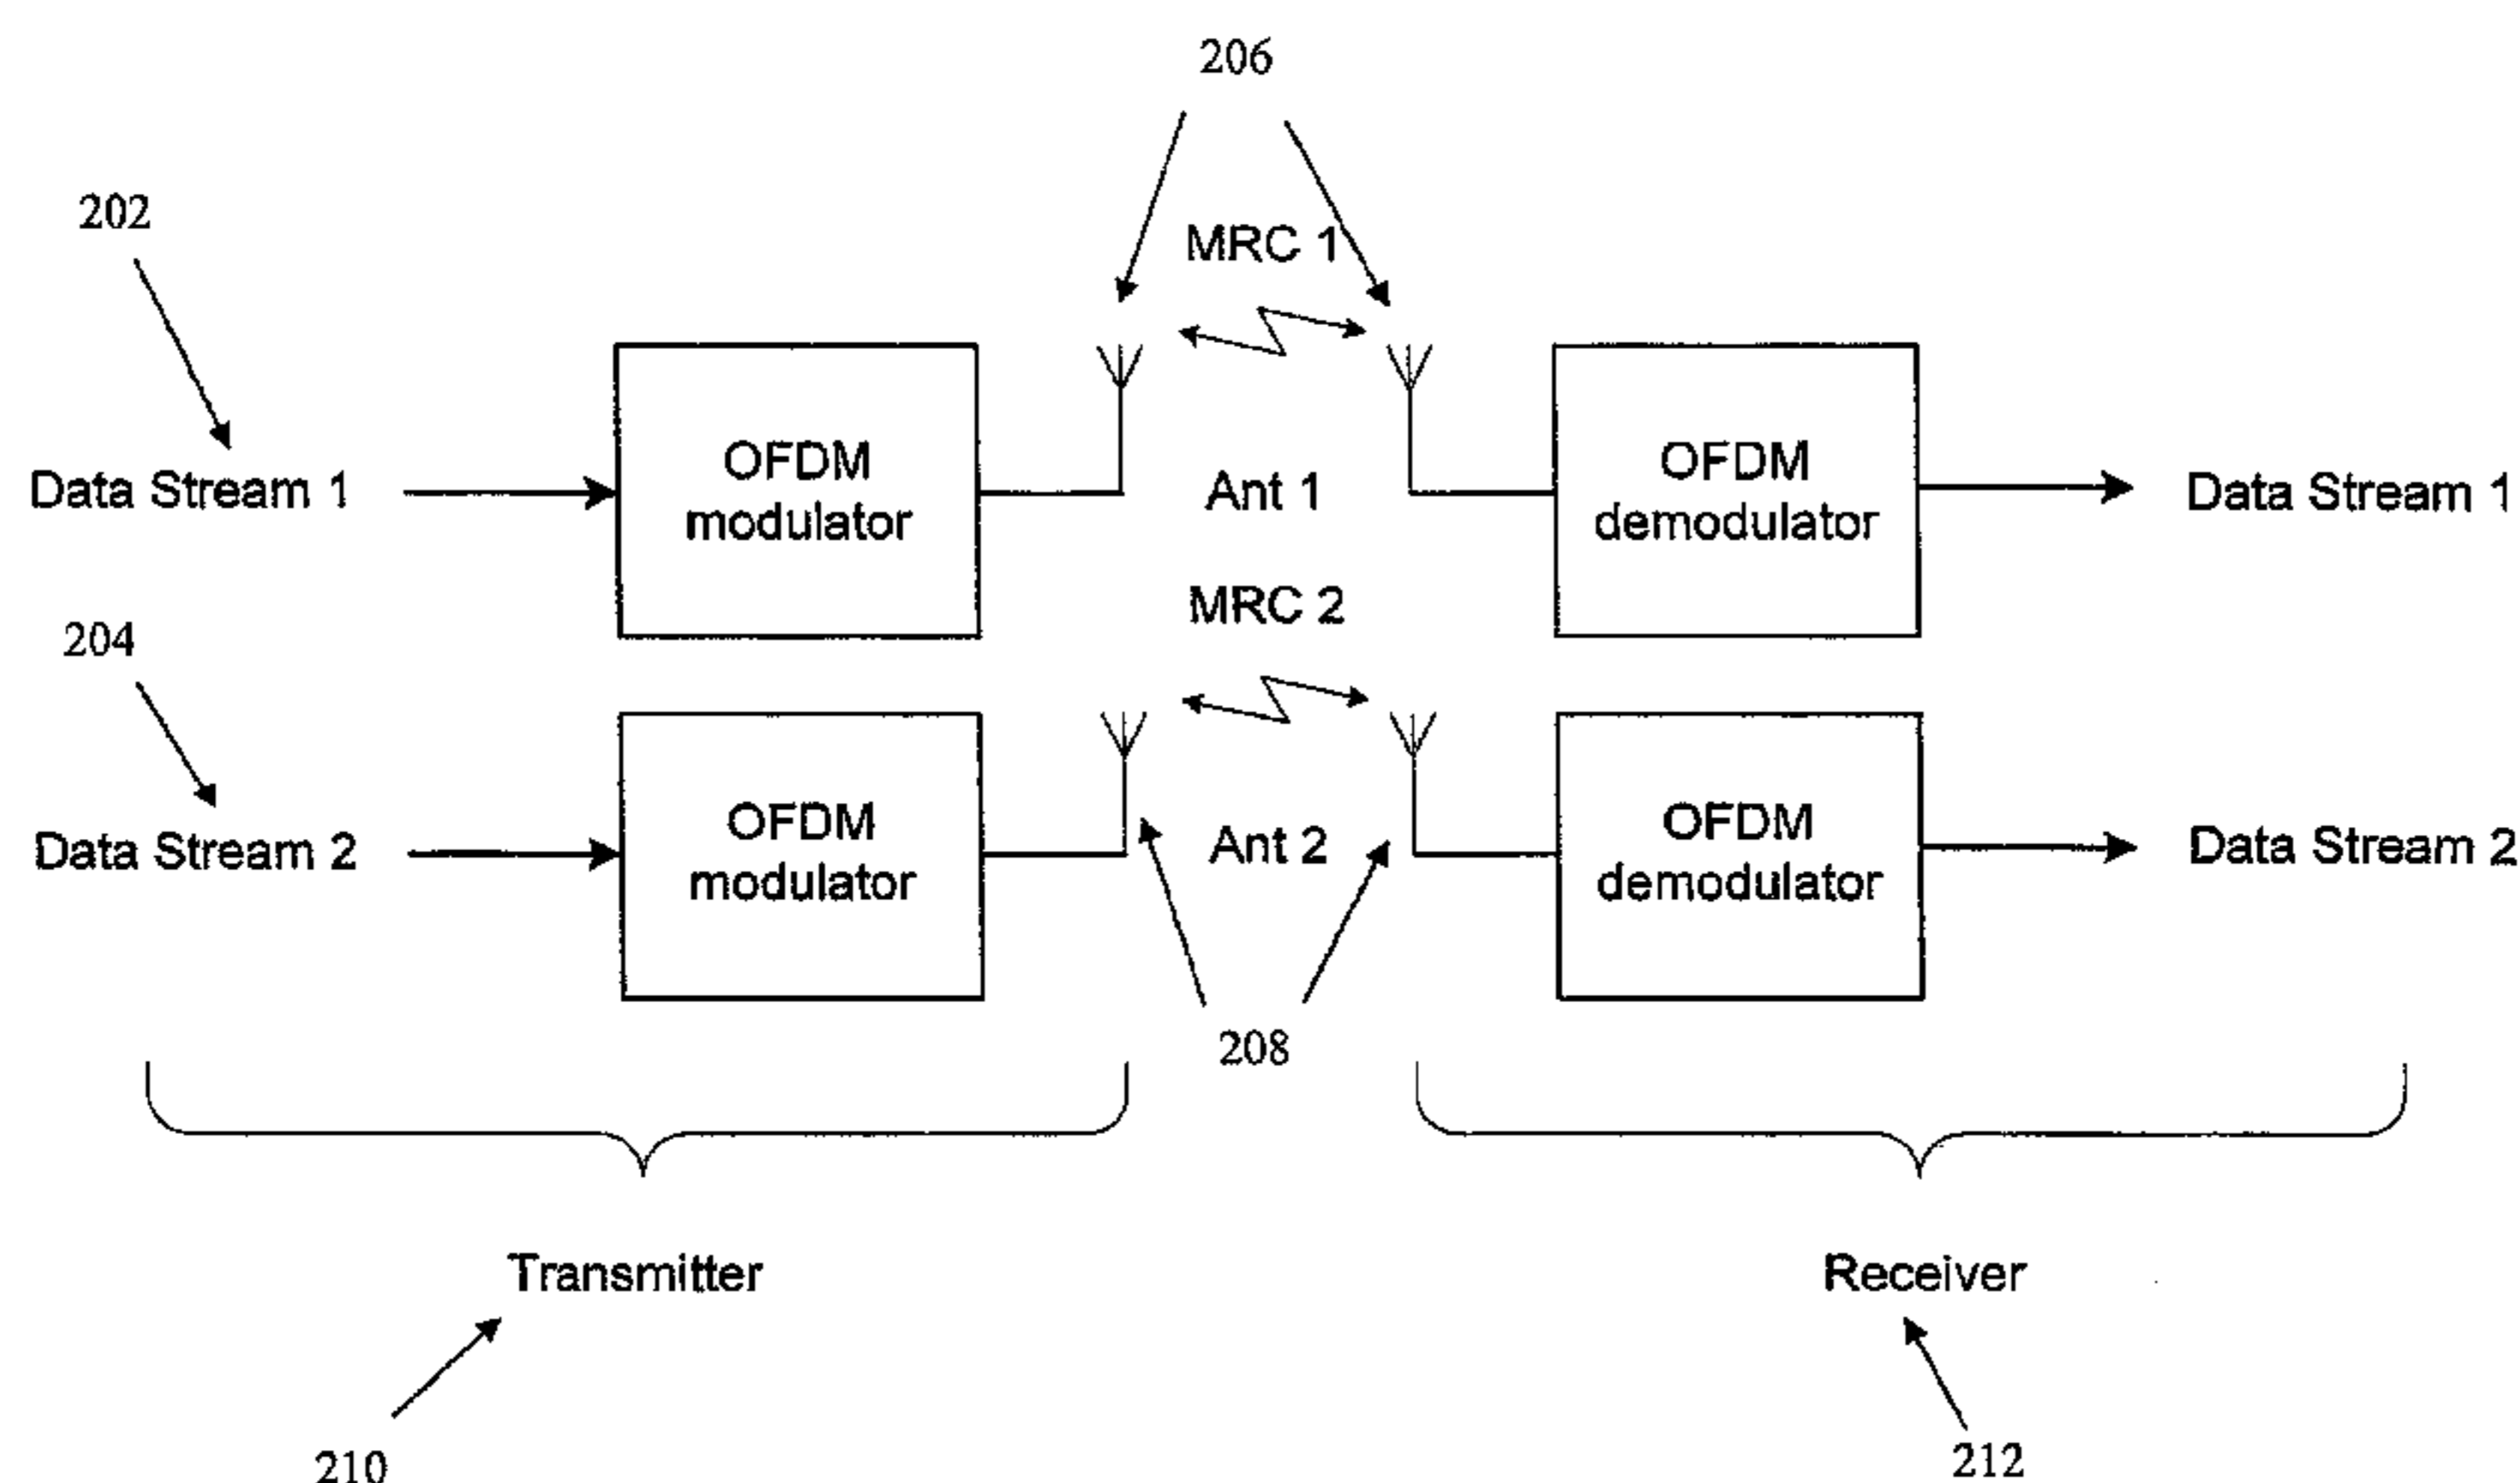 206
202
MRC 1
Data Stream 1
OFDM
modulator
Ant 1
OFDM
demodulator
Data Stream 1
MRC 2
204
Data Stream 2
OFDM
modulator
Ant 2
OFDM
demodulator
Data Stream 2
208
Transmitter
Receiver
210
212